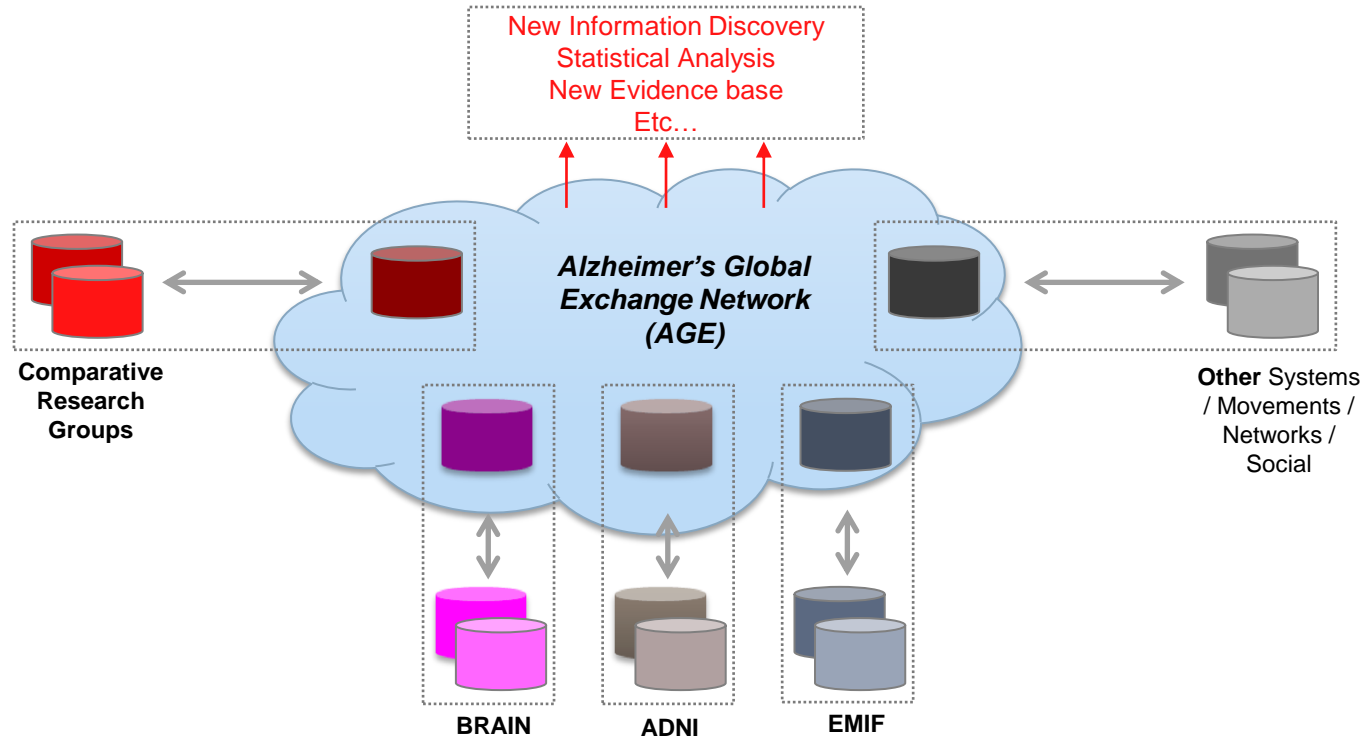 New Information Discovery
Statistical Analysis
New Evidence base
Etc…
Alzheimer’s Global
Exchange Network
(AGE)
Comparative
Research
Groups
Other Systems
/ Movements /
Networks /
Social
BRAIN
ADNI
EMIF